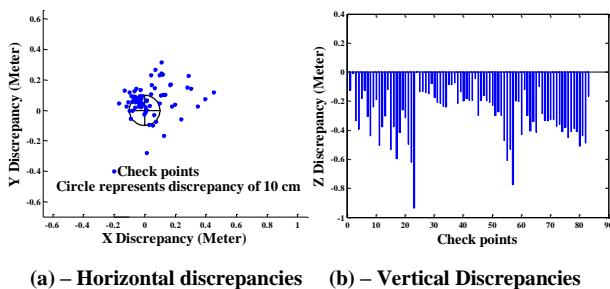 0.6
0.4
0.2
0
-0.2
-0.4
-0.6
Y Discrepancy (Meter)
Check points
Circle represents discrepancy of 10 cm
-0.6 -0.4 -0.2 0 0.2 0.4 0.6 0.8 1
X Discrepancy (Meter)
0.4
0.2
0
-0.2
-0.4
-0.6
-0.8
-1
Z Discrepancy (Meter)
0 10 20 30 40 50 60 70 80 90
Check points
(a) – Horizontal discrepancies (b) – Vertical Discrepancies